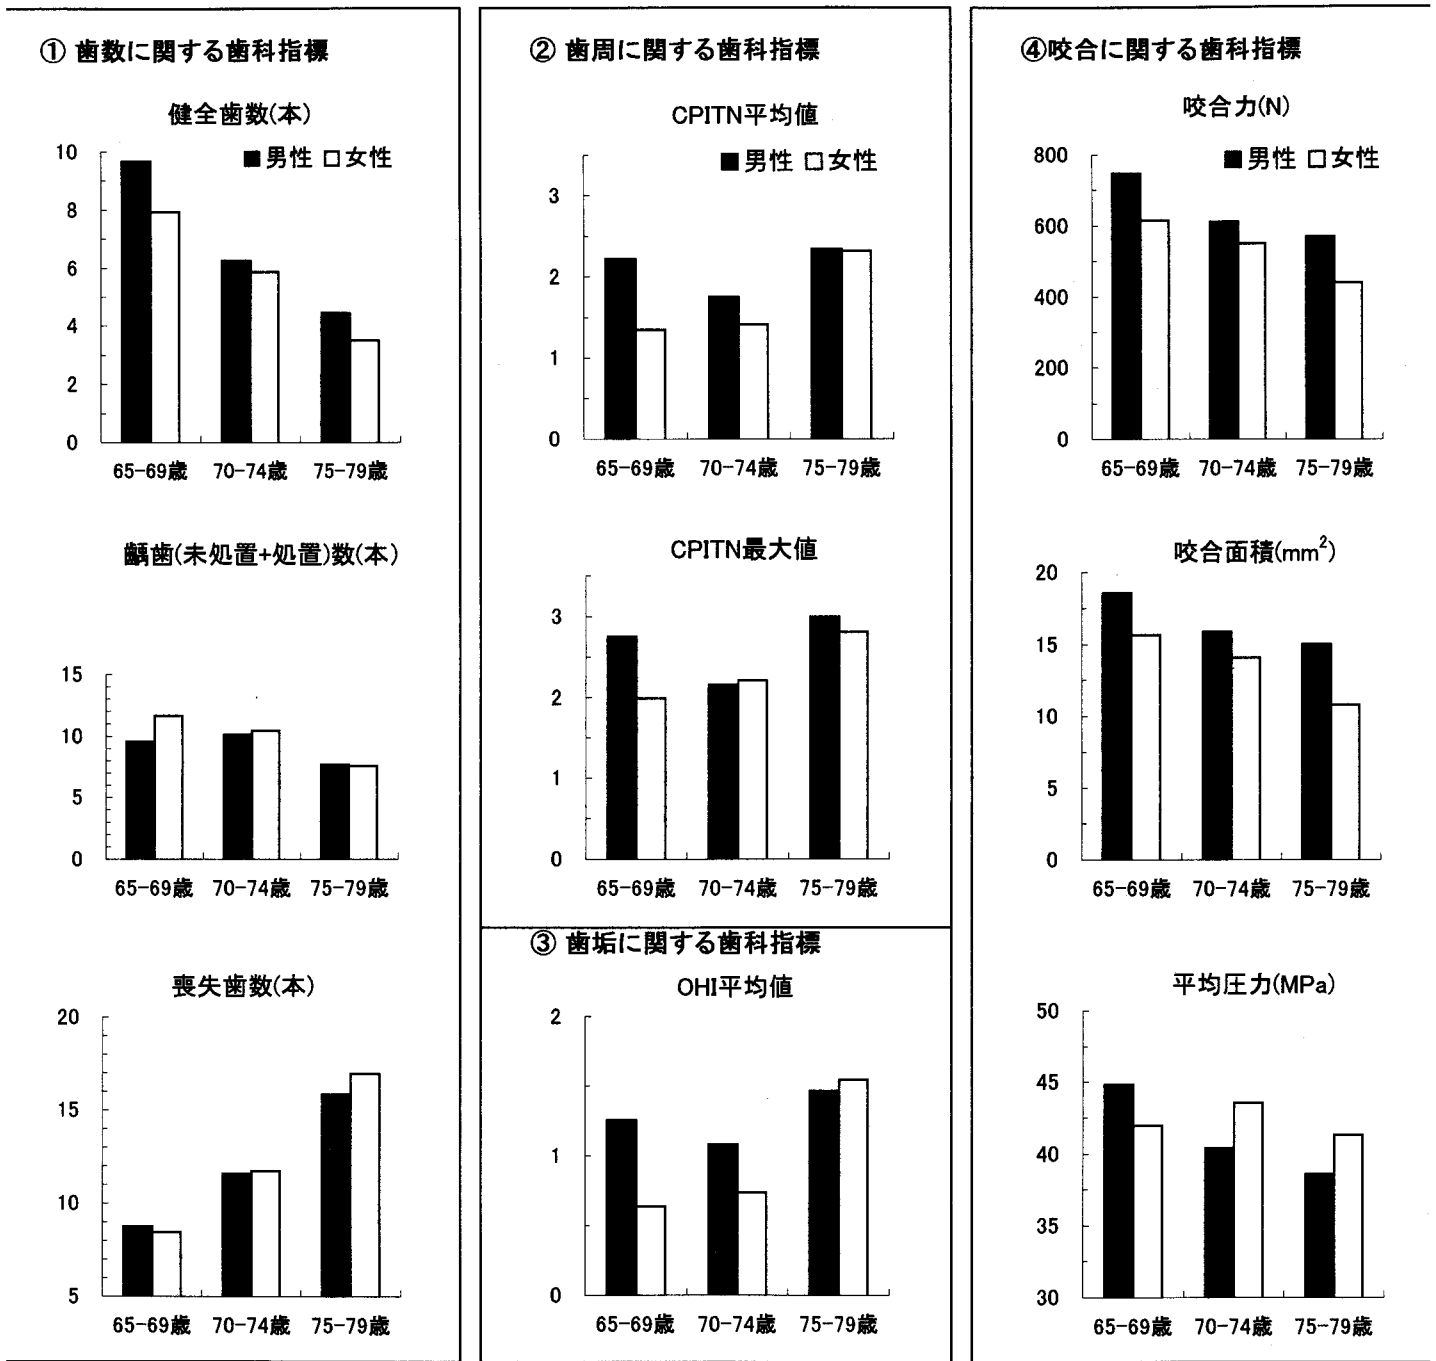 ① 歯数に関する歯科指標
健全歯数(本)
■男性 □女性
10
8
6
4
2
0
65-69歳 70-74歳 75-79歳
齲歯(未処置+処置)数(本)
15
10
5
0
65-69歳 70-74歳 75-79歳
喪失歯数(本)
20
15
10
5
65-69歳 70-74歳 75-79歳
② 歯周に関する歯科指標
CPITN平均値
■男性 □女性
3
2
1
0
65-69歳 70-74歳 75-79歳
CPITN最大値
3
2
1
0
65-69歳 70-74歳 75-79歳
③ 歯垢に関する歯科指標
OHI平均値
2
1
0
65-69歳 70-74歳 75-79歳
④咬合に関する歯科指標
咬合力(N)
■男性 □女性
800
600
400
200
0
65-69歳 70-74歳 75-79歳
咬合面積(mm²)
20
15
10
5
0
65-69歳 70-74歳 75-79歳
平均圧力(MPa)
50
45
40
35
30
65-69歳 70-74歳 75-79歳